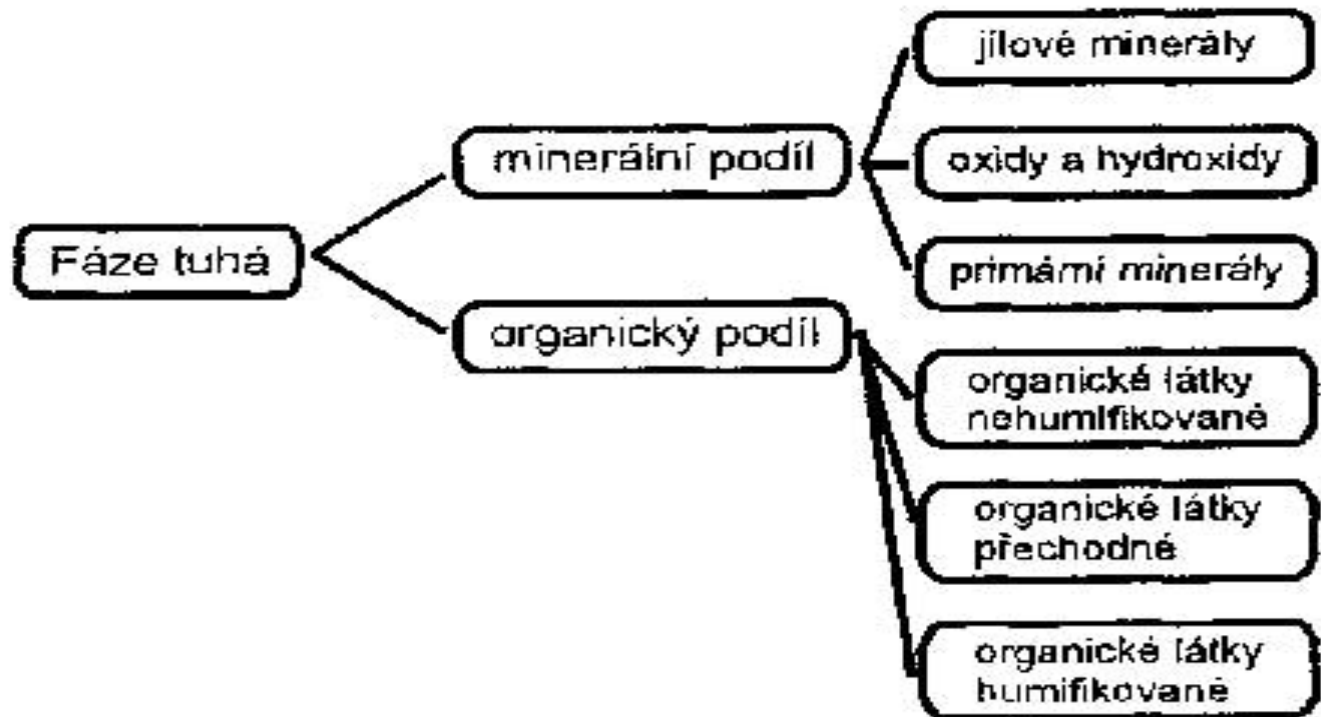 Fáze tuhá
minerální podíl
organický podíl
jílové minerály
oxidy a hydroxidy
primární minerály
organické látky
nehumifikované
organické látky
přechodné
organické látky
humifikované